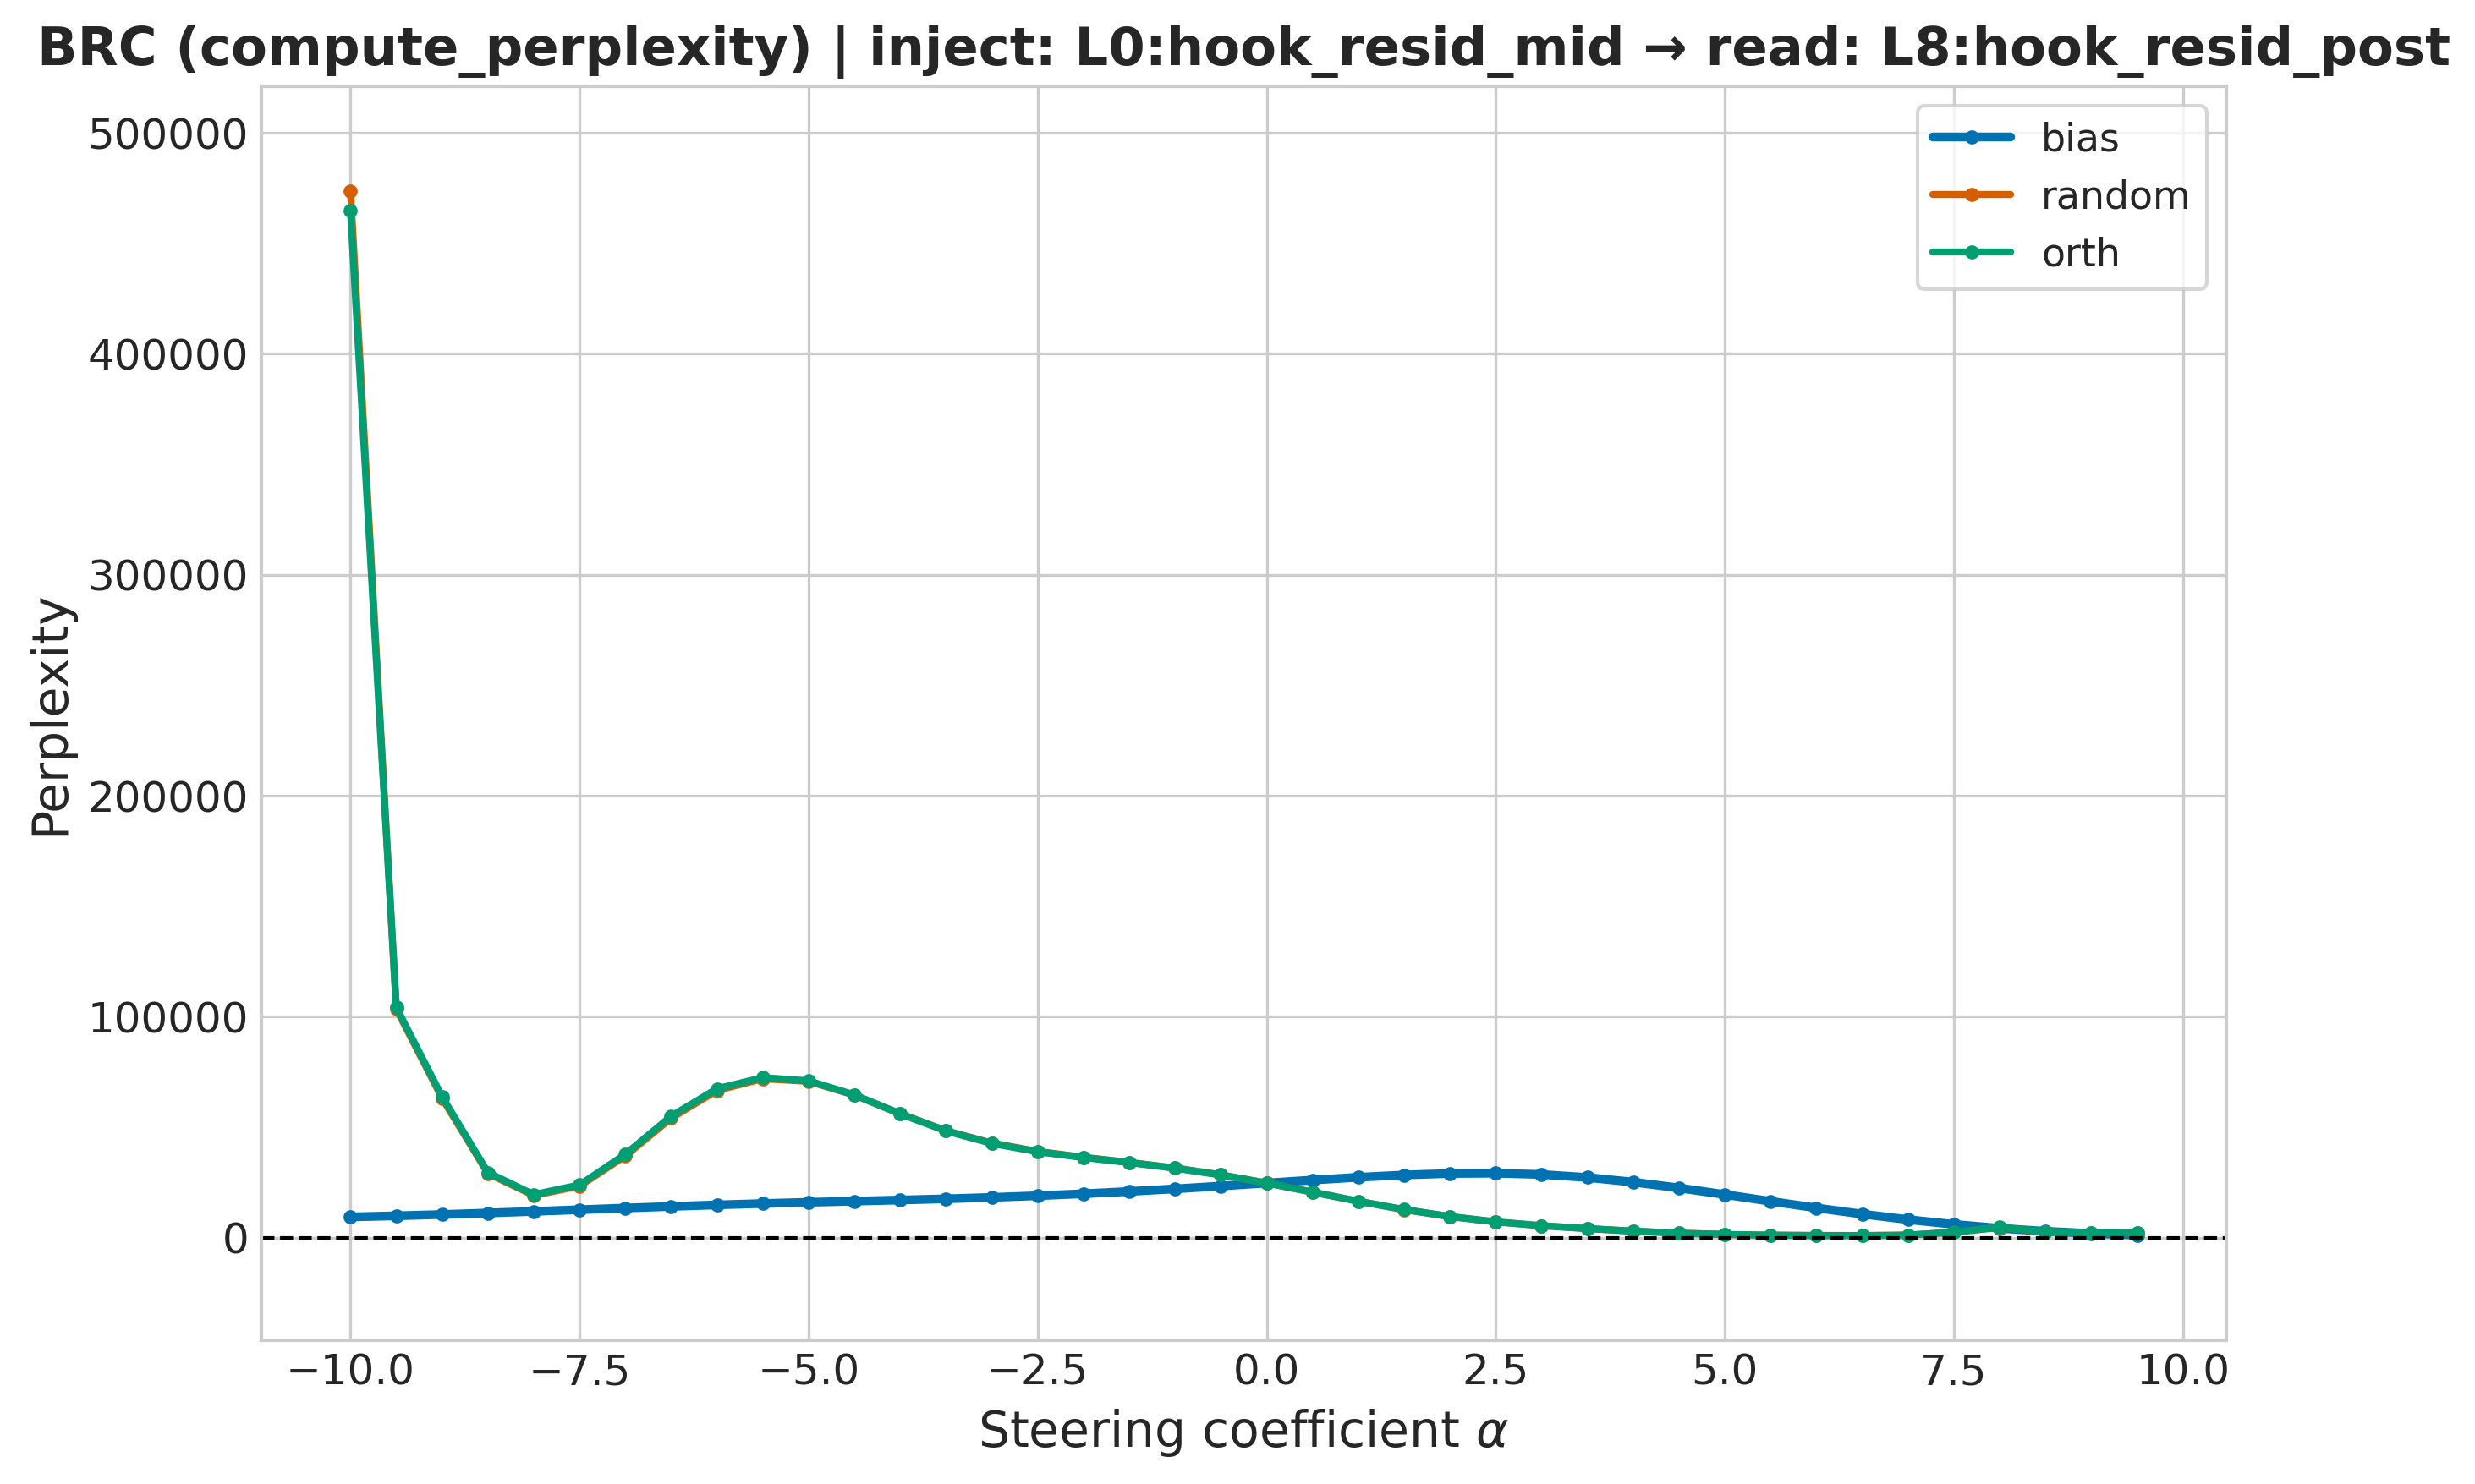 BRC (compute_perplexity) | inject: L0:hook_resid_mid → read: L8:hook_resid_post
500000
400000
300000
200000
100000
0
Perplexity
bias
random
orth
−10.0 −7.5 −5.0 −2.5 0.0 2.5 5.0 7.5 10.0
Steering coefficient α